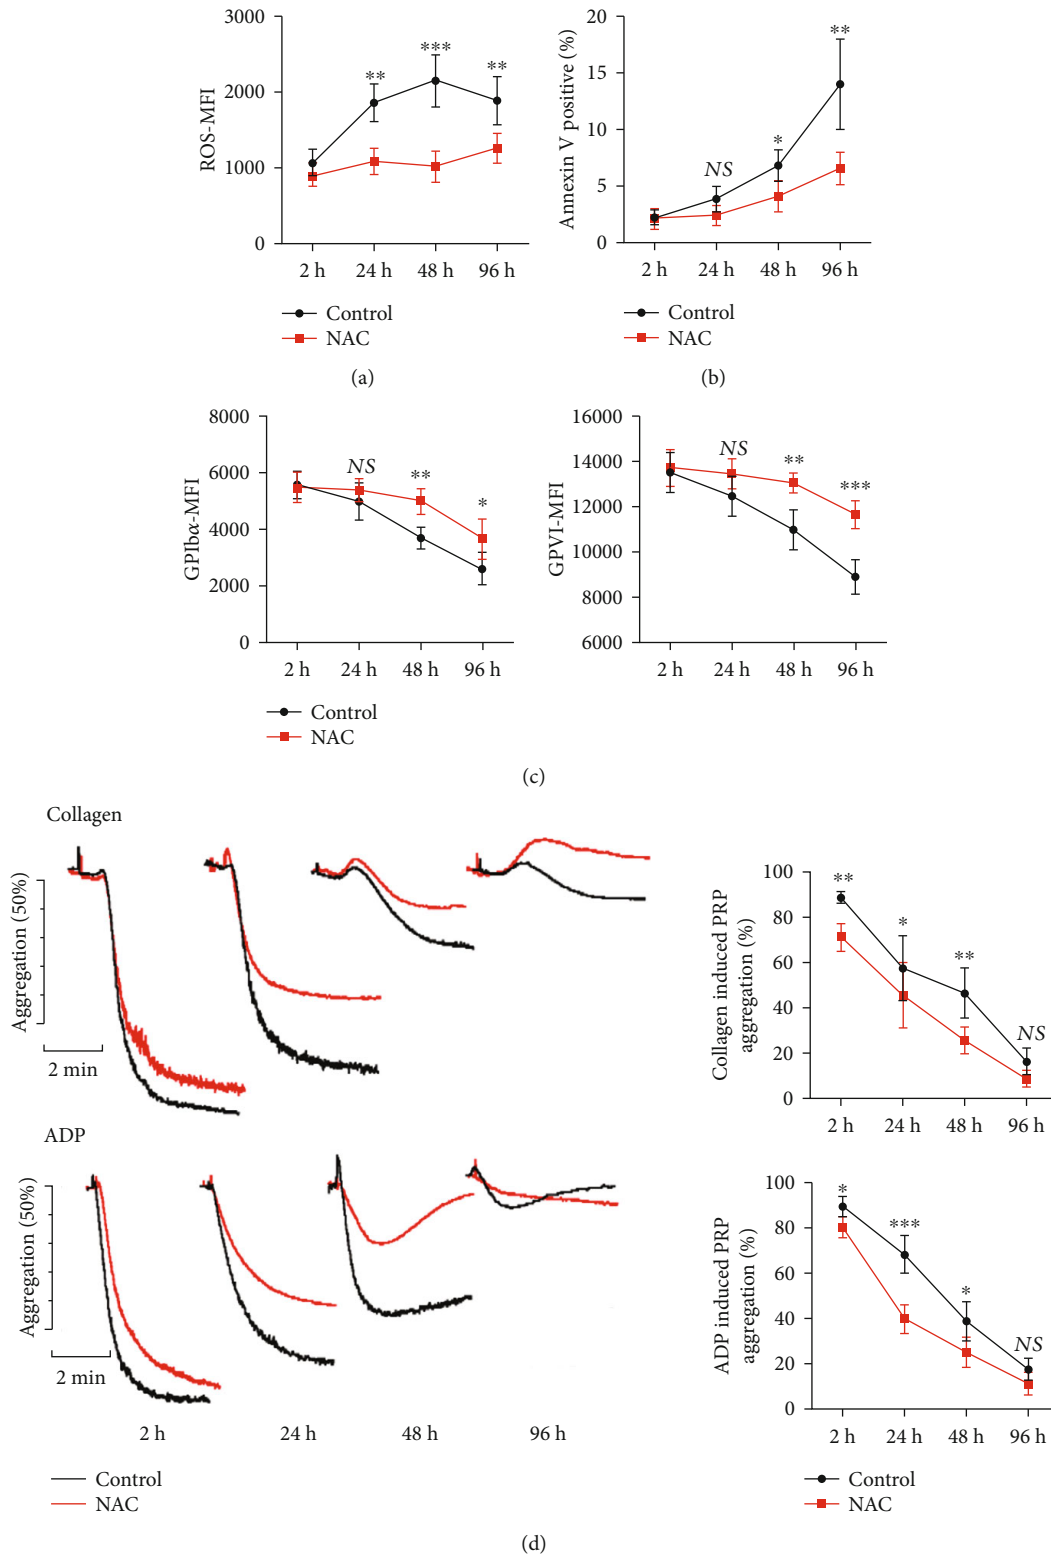 3000
2000
1000
0
ROS-MFI
**
***
**
2 h
24 h
48 h
96 h
Control
NAC
(a)
20
15
10
5
0
Annexin V positive (%)
NS
*
**
2 h
24 h
48 h
96 h
Control
NAC
(b)
8000
6000
4000
2000
0
GPIbα-MFI
NS
**
*
2 h
24 h
48 h
96 h
Control
NAC
16000
14000
12000
10000
8000
6000
GPVI-MFI
NS
**
***
2 h
24 h
48 h
96 h
(c)
Collagen
Aggregation (50%)
2 min
ADP
Aggregation (50%)
2 min
2 h
24 h
48 h
96 h
Control
NAC
100
80
60
40
20
0
Collagen induced PRP
aggregation (%)
**
*
**
NS
2 h
24 h
48 h
96 h
100
80
60
40
20
0
ADP induced PRP
aggregation (%)
*
***
*
NS
2 h
24 h
48 h
96 h
Control
NAC
(d)